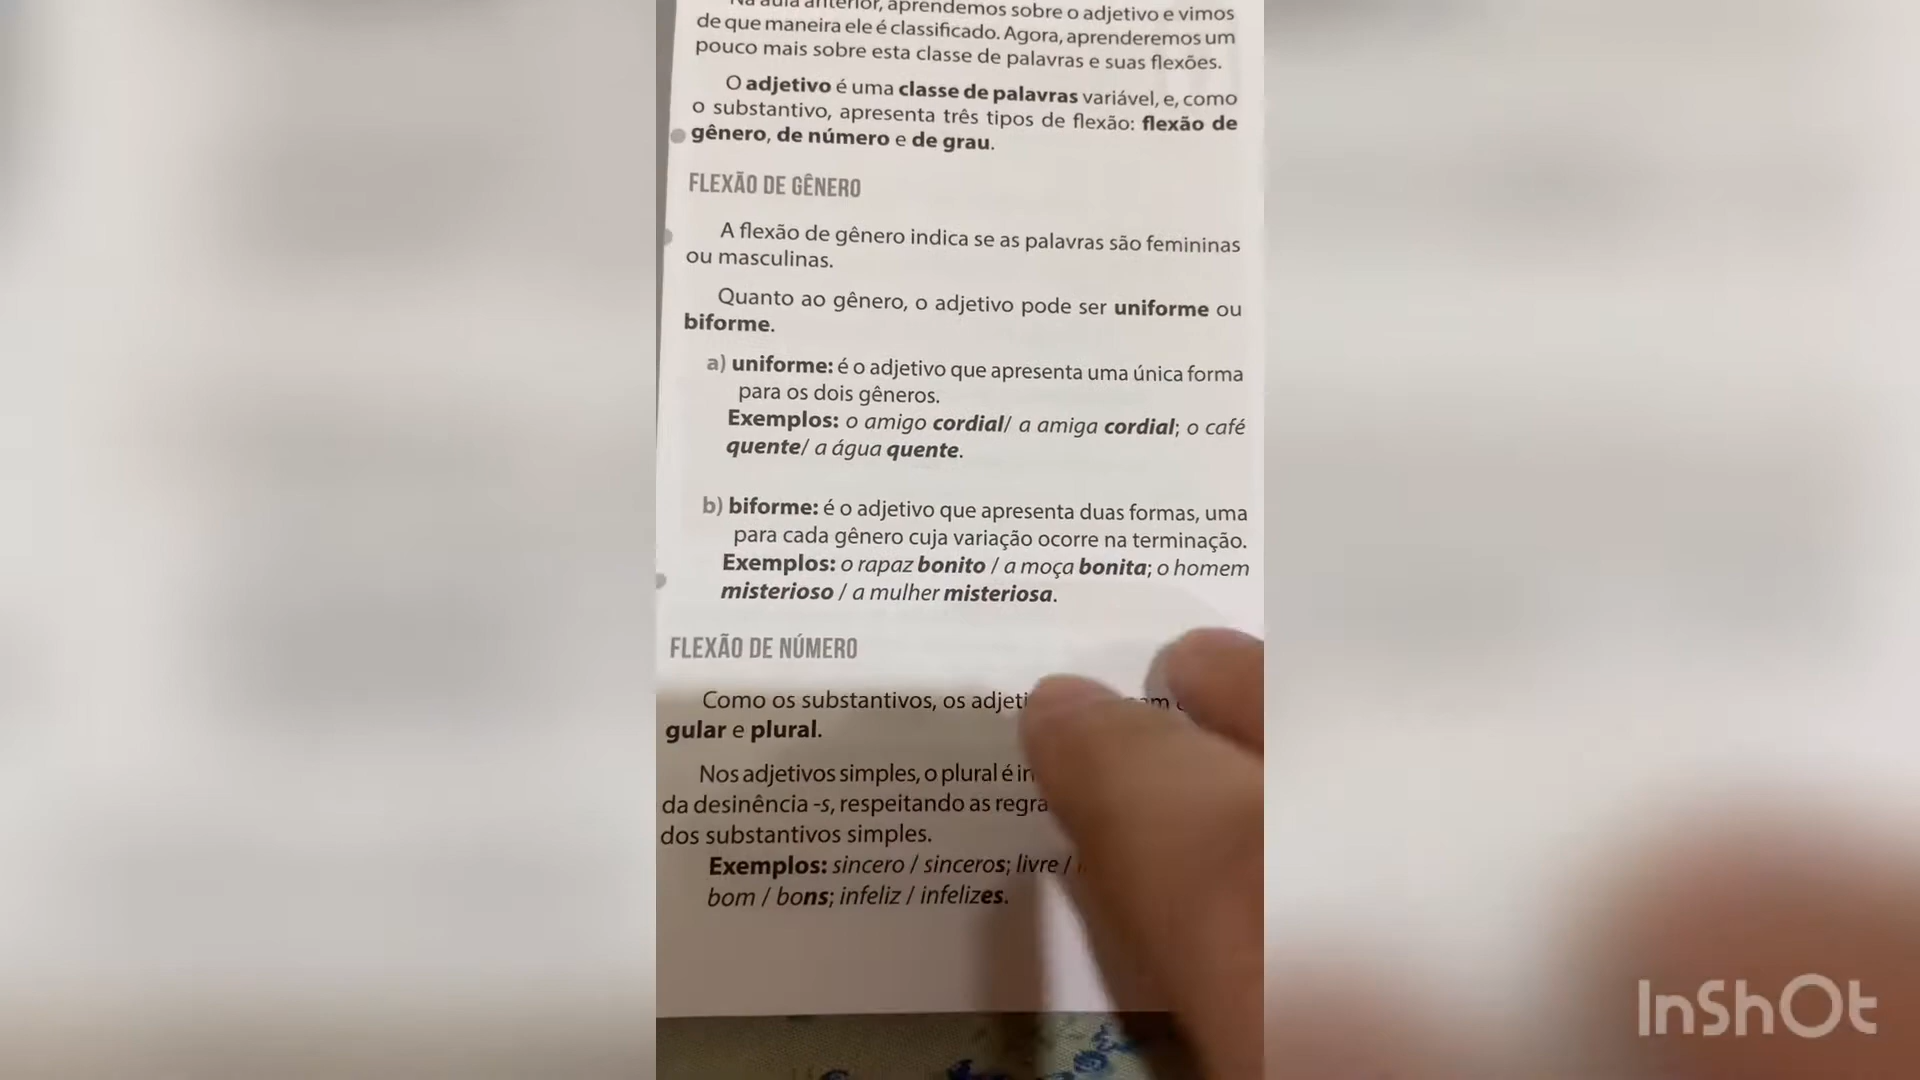 Na aula anterior, aprendemos sobre o adjetivo e vimos
de que maneira ele é classificado. Agora, aprenderemos um
pouco mais sobre esta classe de palavras e suas flexões.
O adjetivo é uma classe de palavras variável, e, como
o substantivo, apresenta três tipos de flexão: flexão de
gênero, de número e de grau.
FLEXÃO DE GÊNERO
A flexão de gênero indica se as palavras são femininas
ou masculinas.
Quanto ao gênero, o adjetivo pode ser uniforme ou
biforme.
a) uniforme: é o adjetivo que apresenta uma única forma
para os dois gêneros.
Exemplos: o amigo cordial/ a amiga cordial; o café
quente/ a água quente.
b) biforme: é o adjetivo que apresenta duas formas, uma
para cada gênero cuja variação ocorre na terminação.
Exemplos: o rapaz bonito / a moça bonita; o homem
misterioso / a mulher misteriosa.
FLEXÃO DE NÚMERO
Como os substantivos, os
gular e plural.
Nos adjetivos simples, o plural é
da desinência -s, respeitando as
dos substantivos simples.
Exemplos: sincero / sinceros; livre /
bom / bons; infeliz / infelizes.
InShOt